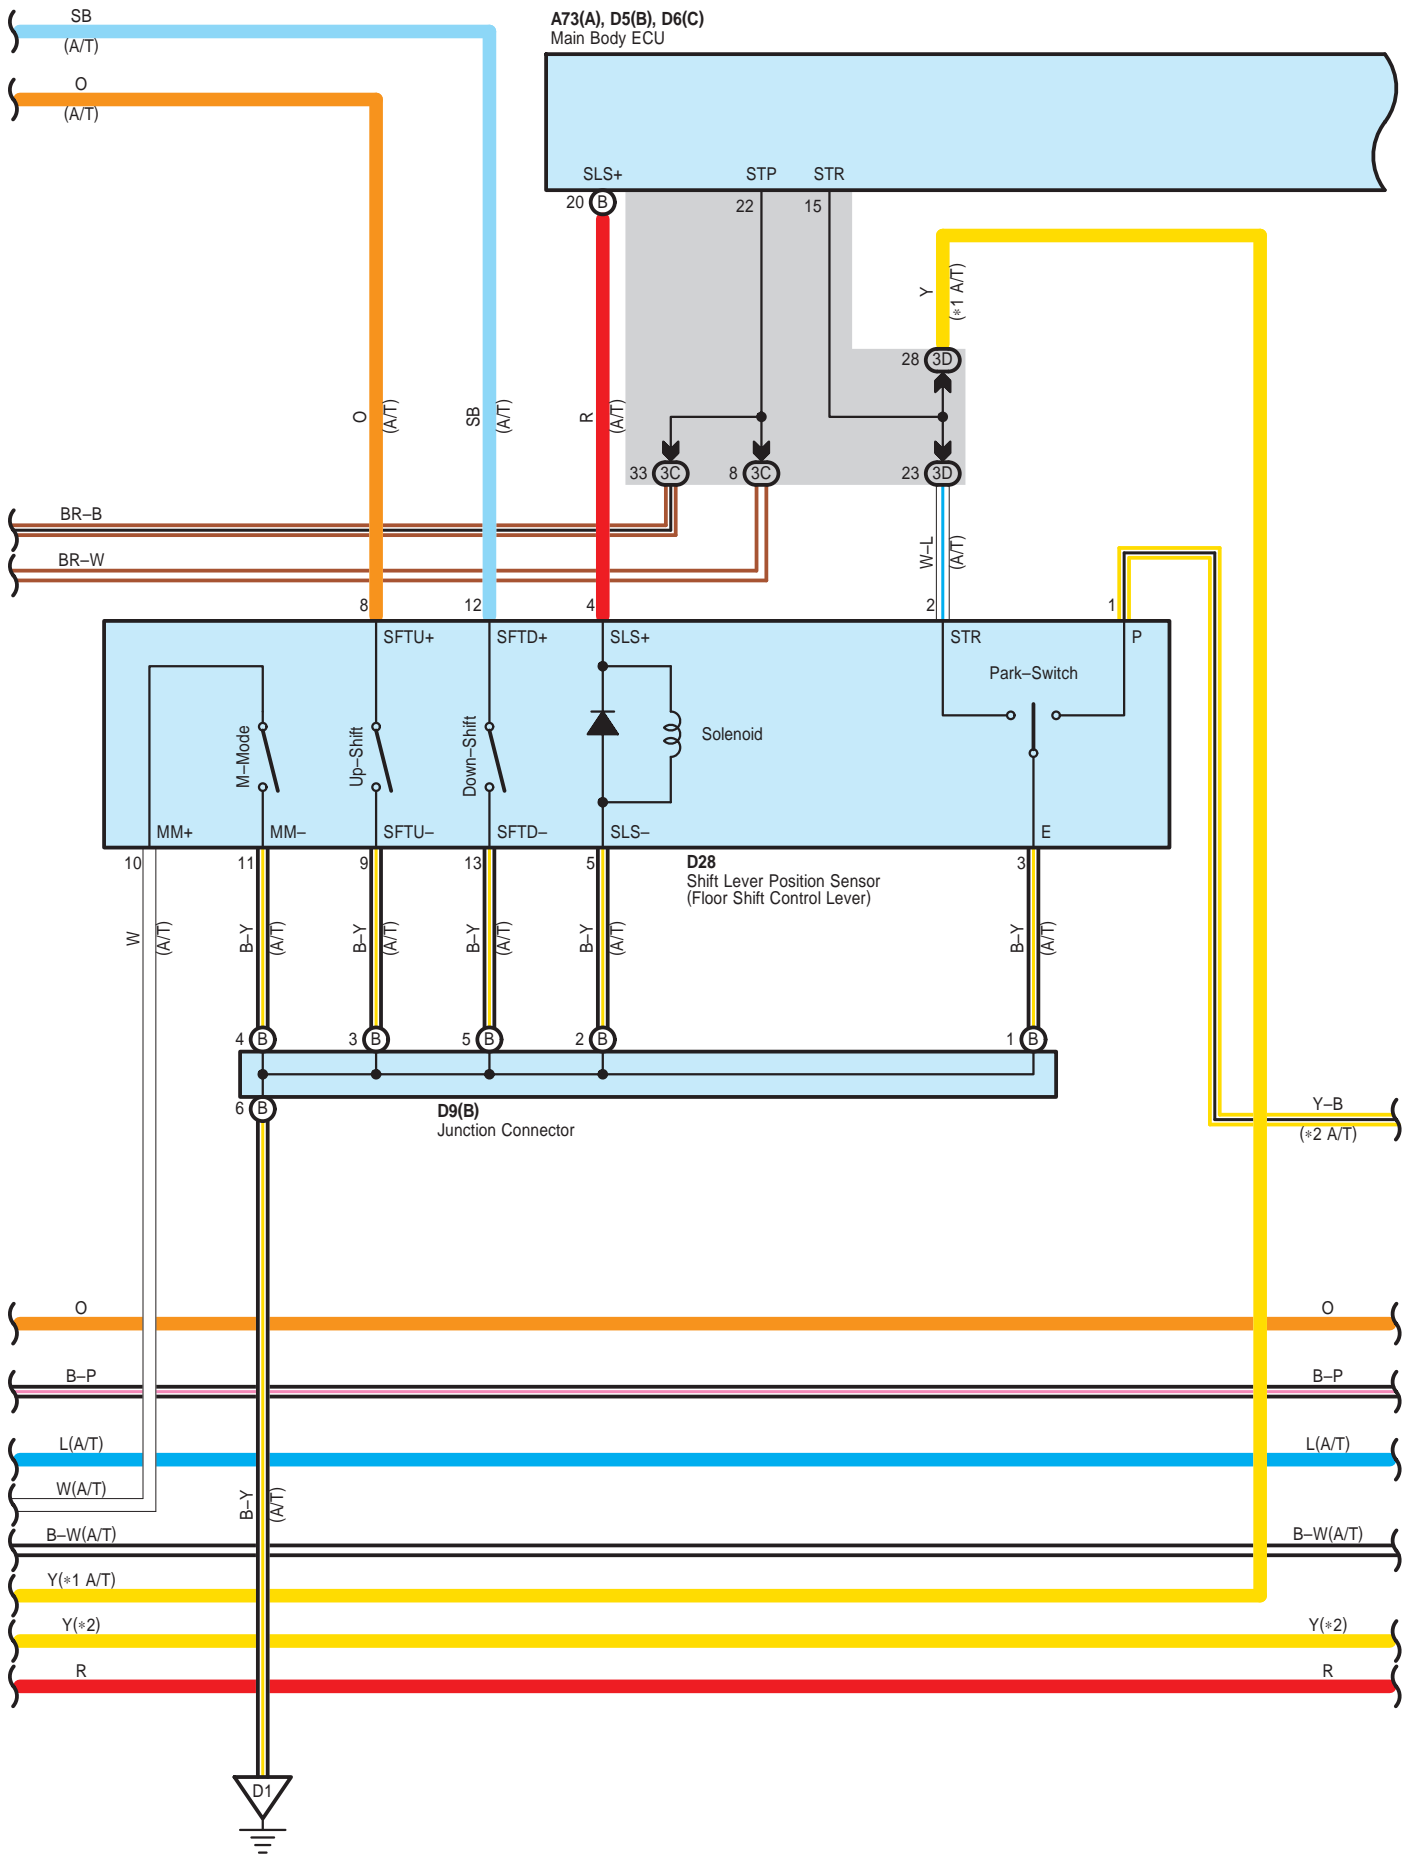 SB
(A/T)
A73(A), D5(B), D6(C)
Main Body ECU
O
(A/T)
SLS+
STP
STR
20
B
22
15
Y
(*1 A/T)
28
3D
O
(A/T)
SB
(A/T)
R
(A/T)
33
3C
8
3C
23
3D
BR–B
BR–W
W–L
(A/T)
8
12
4
2
1
SFTU+
SFTD+
SLS+
STR
P
Park–Switch
M–Mode
Up–Shift
Down–Shift
Solenoid
MM+
MM–
SFTU–
SFTD–
SLS–
E
10
11
9
13
5
3
D28
Shift Lever Position Sensor
(Floor Shift Control Lever)
W
(A/T)
B–Y
(A/T)
B–Y
(A/T)
B–Y
(A/T)
B–Y
(A/T)
B–Y
(A/T)
4
B
3
B
5
B
2
B
1
B
6
B
D9(B)
Junction Connector
Y–B
(*2 A/T)
O
O
B–P
B–P
L(A/T)
L(A/T)
W(A/T)
B–Y
(A/T)
B–W(A/T)
B–W(A/T)
Y(*1 A/T)
Y(*2)
Y(*2)
R
R
D1